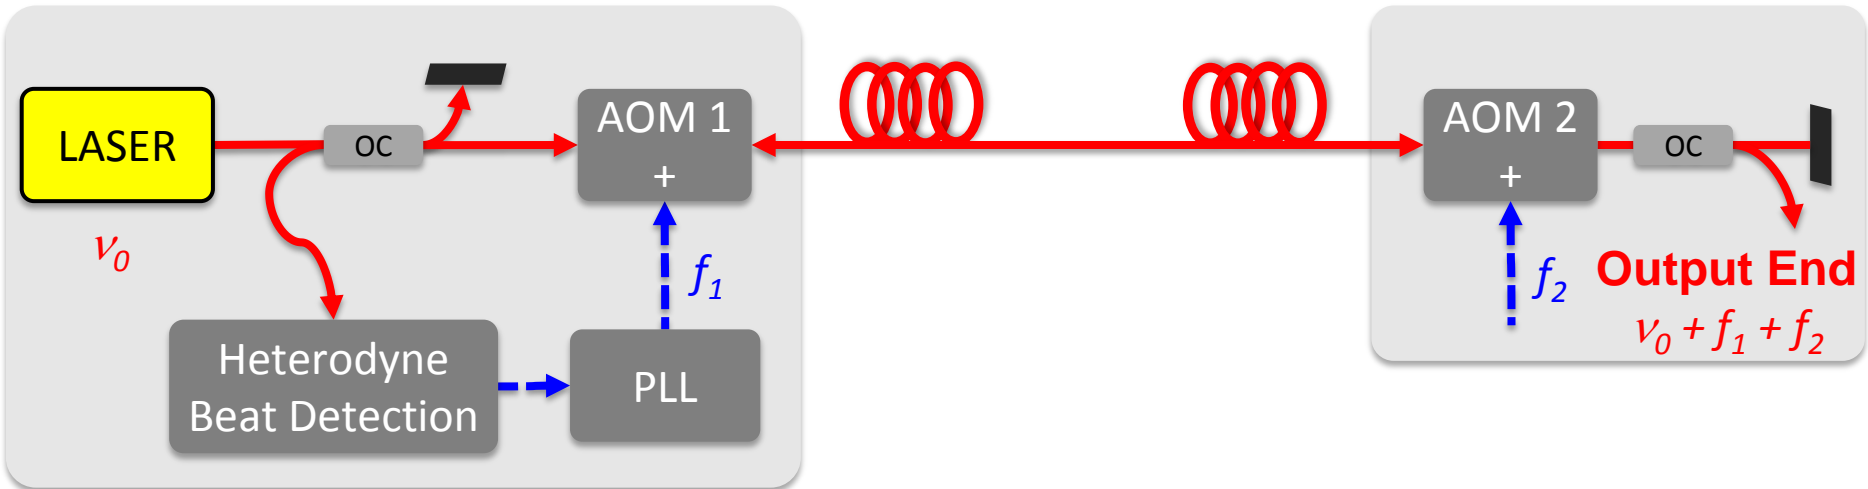 LASER
ν0
OC
AOM 1
+
f1
Heterodyne
Beat Detection
PLL
AOM 2
+
f2
OC
Output End
ν0 + f1 + f2